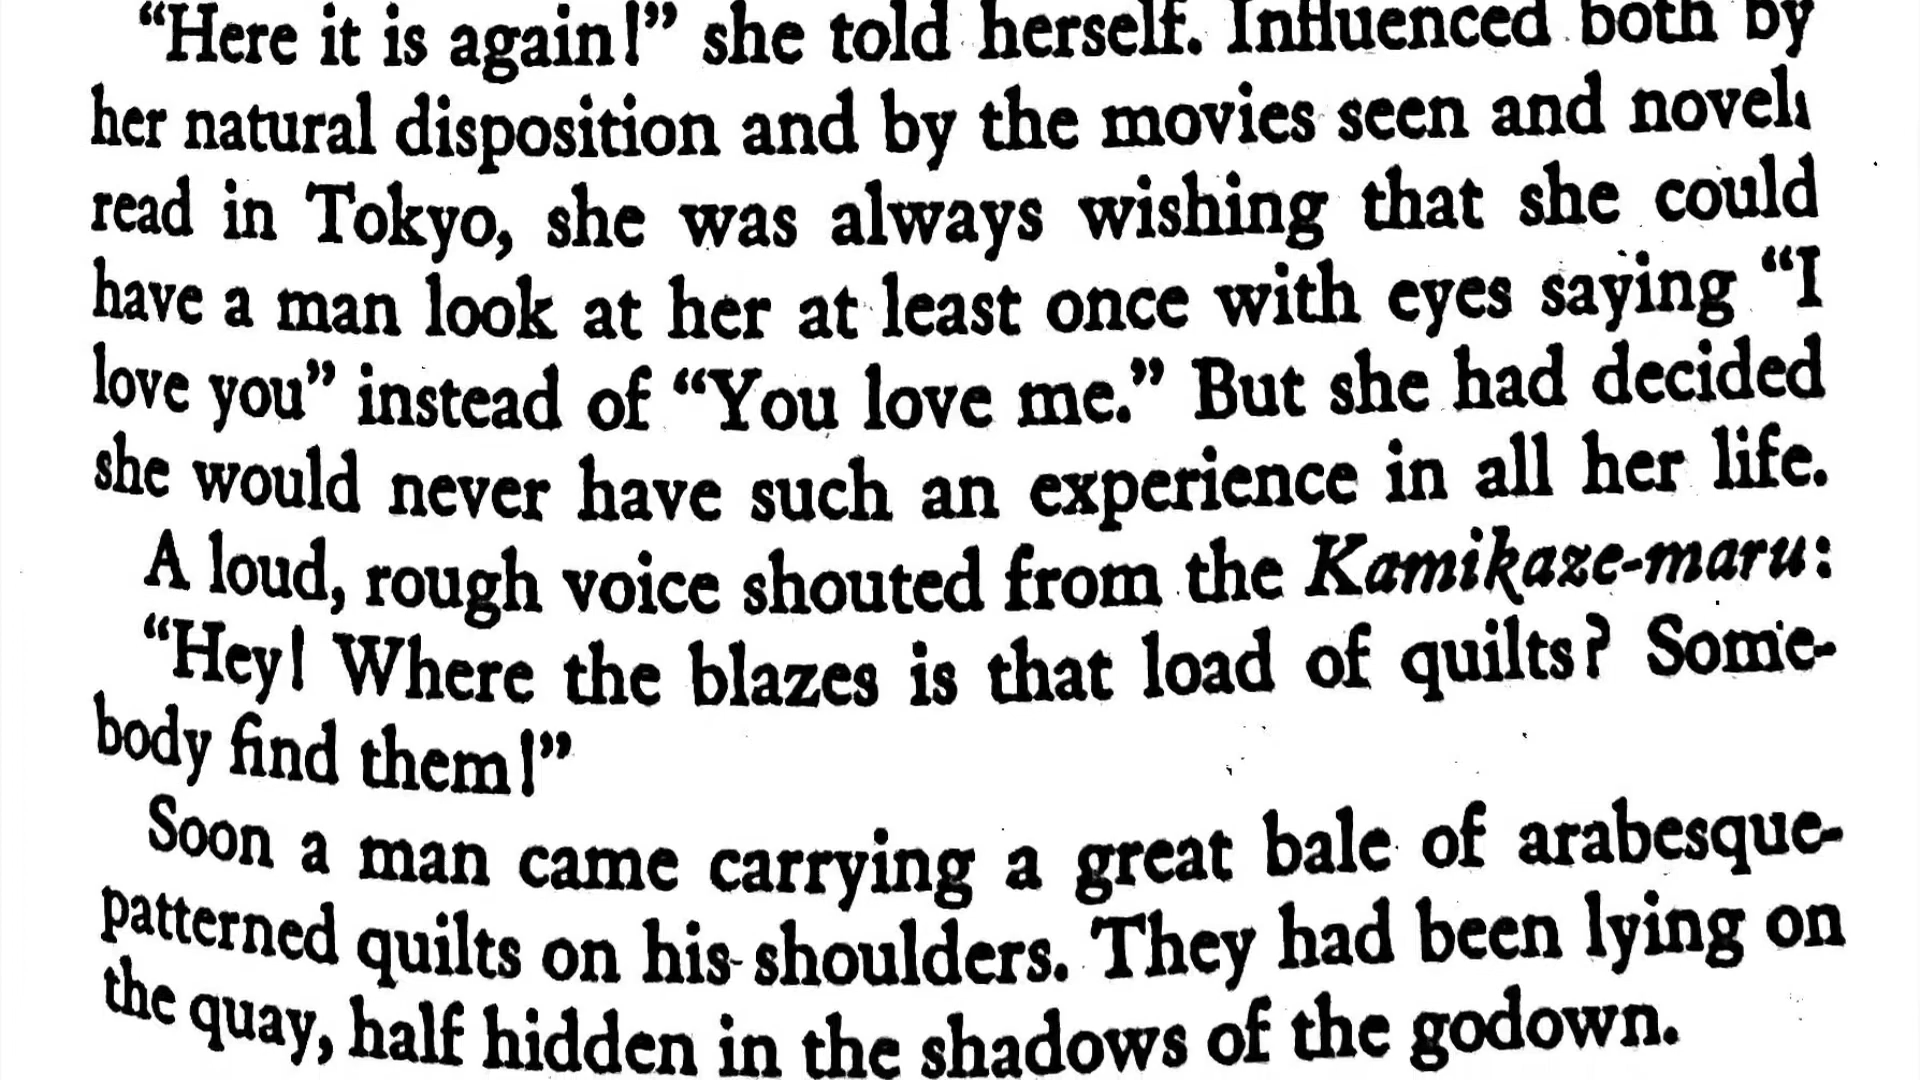 “Here it is again!” she told herself. Influenced both by
her natural disposition and by the movies seen and novels
read in Tokyo, she was always wishing that she could
have a man look at her at least once with eyes saying “I
love you” instead of “You love me.” But she had decided
she would never have such an experience in all her life.
A loud, rough voice shouted from the Kamikaze-maru:
“Hey! Where the blazes is that load of quilts? Some-
body find them!”
Soon a man came carrying a great bale of arabesque-
patterned quilts on his shoulders. They had been lying on
the quay, half hidden in the shadows of the godown.